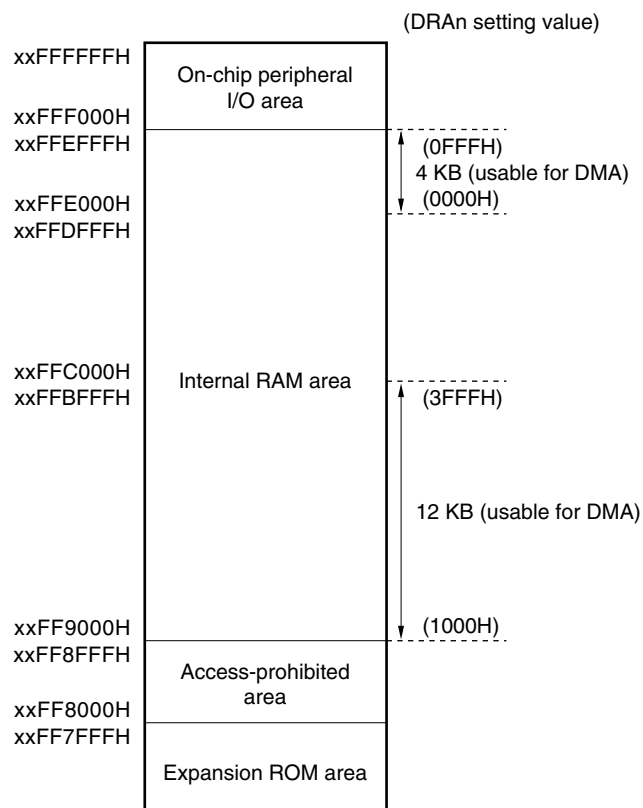 (DRAn setting value)
xxFFFFFFH
On-chip peripheral
I/O area
xxFFF000H
xxFFEFFFH
(0FFFH)
4 KB (usable for DMA)
xxFFE000H
(0000H)
xxFFDFFFH
xxFFC000H
Internal RAM area
xxFFBFFFH
(3FFFH)
12 KB (usable for DMA)
xxFF9000H
(1000H)
xxFF8FFFH
Access-prohibited
area
xxFF8000H
xxFF7FFFH
Expansion ROM area